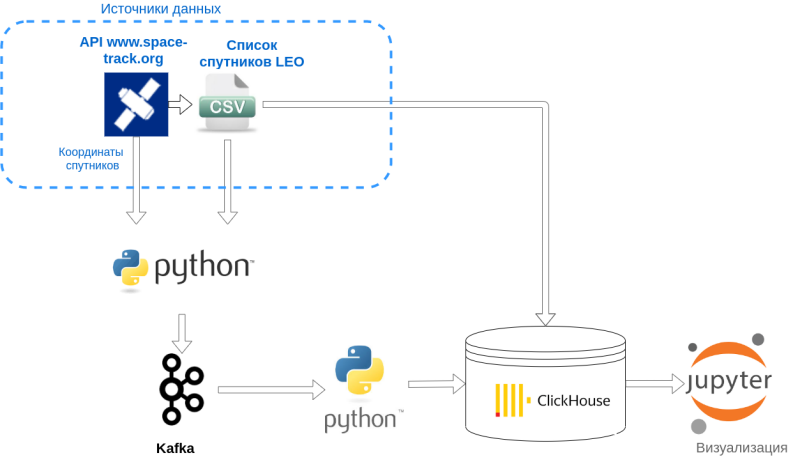 Источники данных
API www.space-
track.org
Список
спутников LEO
CSV
Координаты
спутников
python™
python™
Kafka
ClickHouse
jupyter
Визуализация